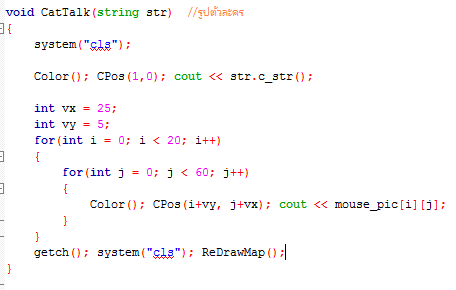 void CatTalk(string str)  //รูปตัวละคร
{
    system("cls");
    Color(); CPos(1,0); cout << str.c_str();
    int vx = 25;
    int vy = 5;
    for(int i = 0; i < 20; i++)
    {
        for(int j = 0; j < 60; j++)
        {
            Color(); CPos(i+vy, j+vx); cout << mouse_pic[i][j];
        }
    }
    getch(); system("cls"); ReDrawMap();
}